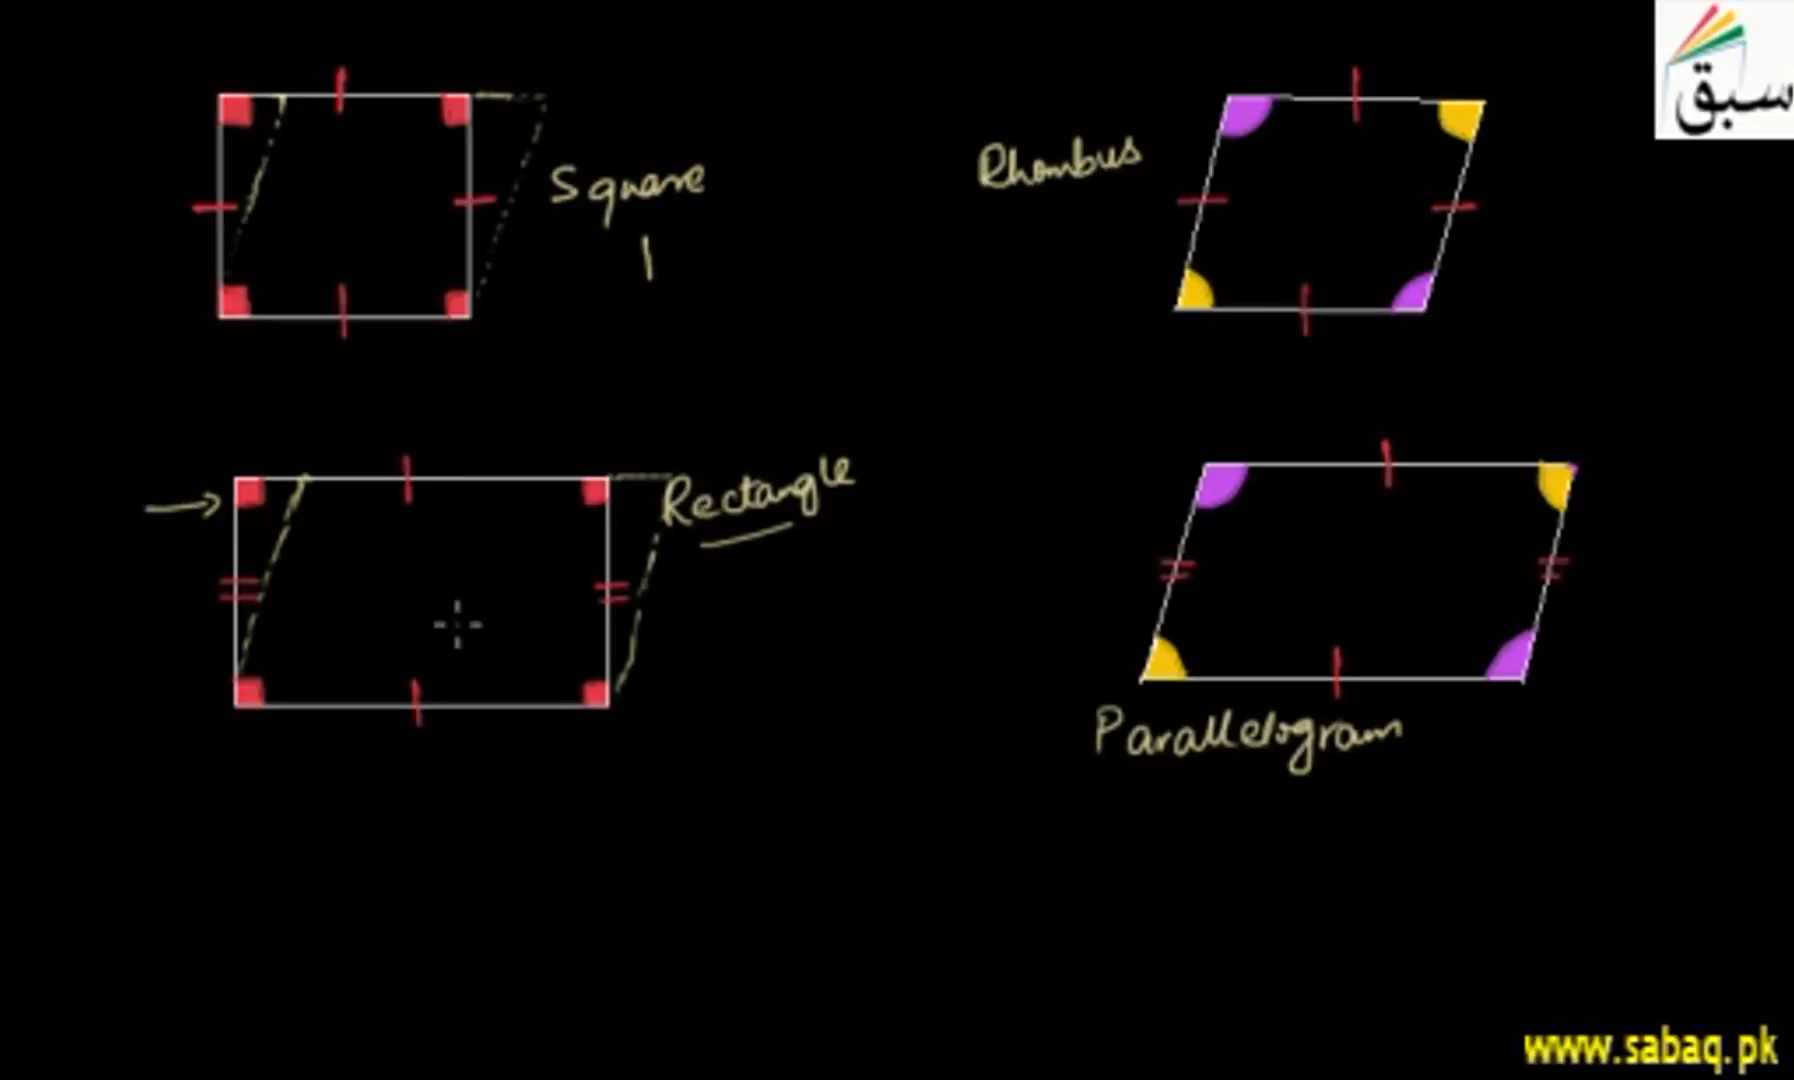 سبق
Square
Rhombus
Rectangle
Parallelogram
www.sabaq.pk